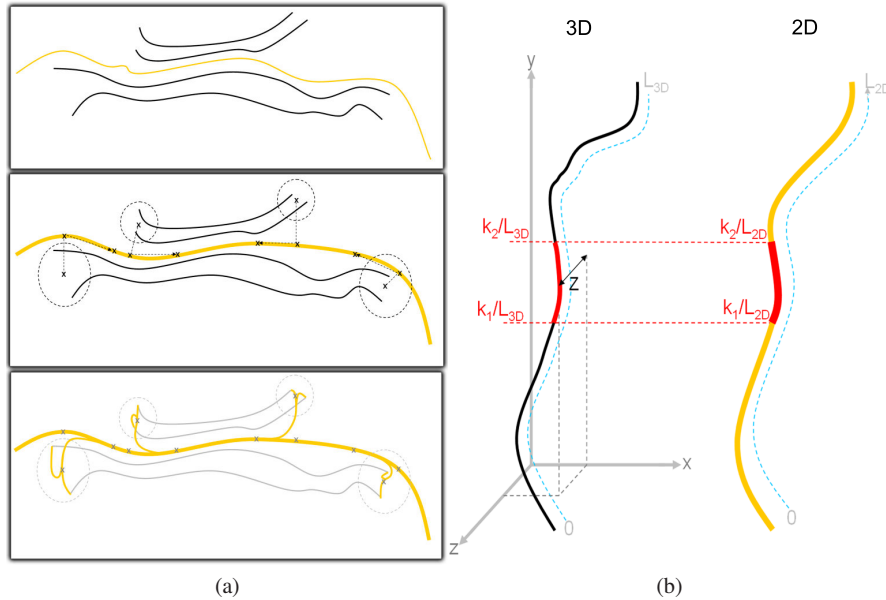 3D 2D
y
L3D L2D
k2/L3D k2/L2D
Z
k1/L3D k1/L2D
x x x x x x x x x x x x
x
x x x x x x x x x x x x
0 0
z
(a) (b)